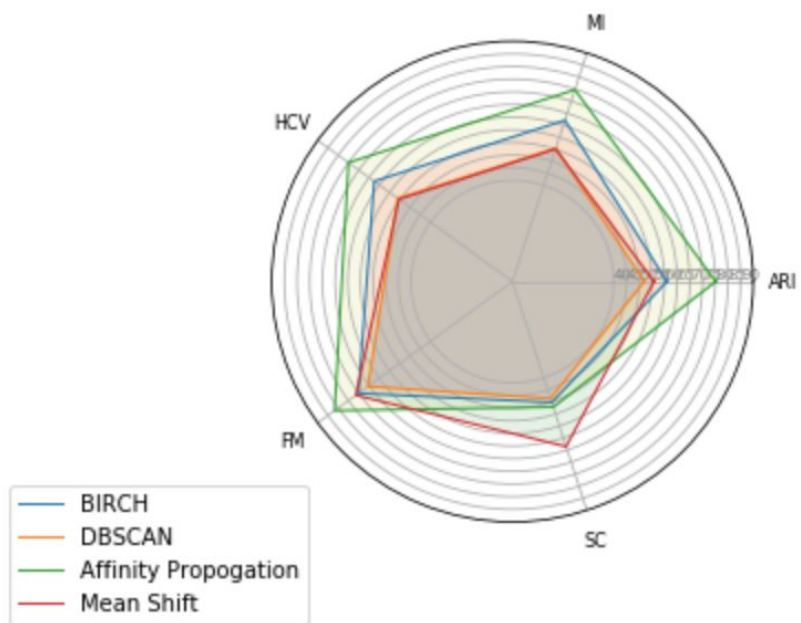 MI
HCV
ARI
FM
SC
BIRCH
DBSCAN
Affinity Propogation
Mean Shift